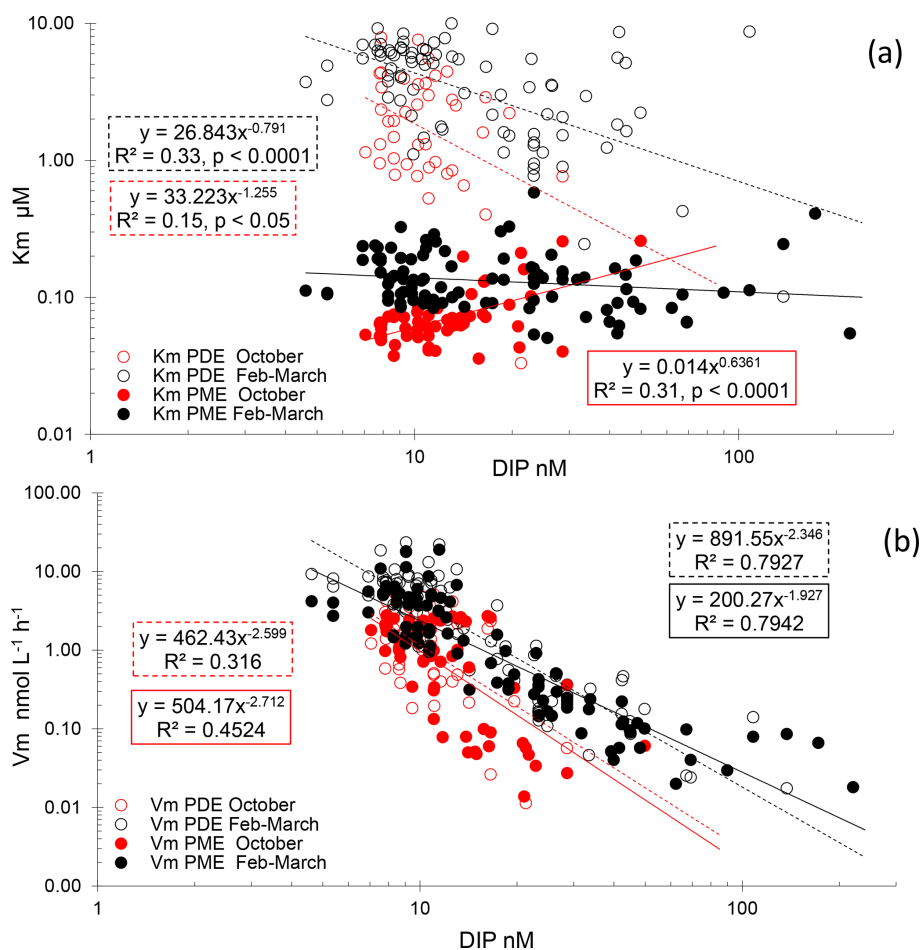 10.00
(a)
y = 26.843x^-0.791
R² = 0.33, p < 0.0001
1.00
y = 33.223x^-1.255
R² = 0.15, p < 0.05
Km µM
0.10
Km PDE October
Km PDE Feb-March
Km PME October
Km PME Feb-March
y = 0.014x^0.6361
R² = 0.31, p < 0.0001
0.01
1 10 100
DIP nM
100.00
(b)
y = 891.55x^-2.346
R² = 0.7927
10.00
y = 200.27x^-1.927
R² = 0.7942
1.00
y = 462.43x^-2.599
R² = 0.316
Vm nmol L^-1 h^-1
0.10
y = 504.17x^-2.712
R² = 0.4524
0.01
Vm PDE October
Vm PDE Feb-March
Vm PME October
Vm PME Feb-March
0.00
1 10 100
DIP nM